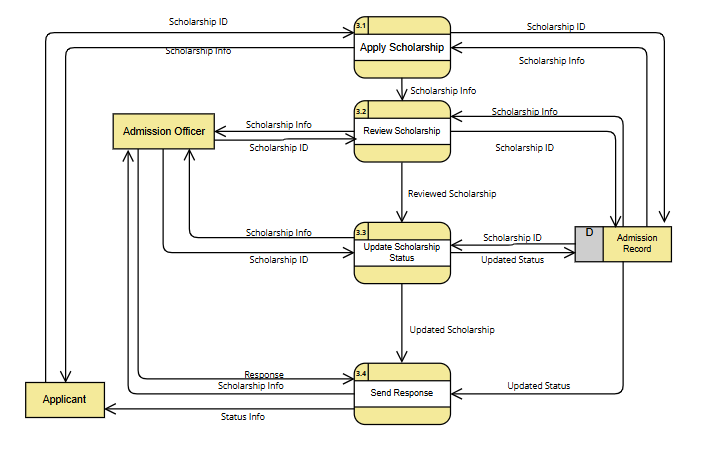 Scholarship ID
3.1
Scholarship ID
Apply Scholarship
Scholarship Info
Scholarship Info
Scholarship Info
3.2
Scholarship Info
Admission Officer
Scholarship Info
Review Scholarship
Scholarship ID
Scholarship ID
Reviewed Scholarship
3.3
Scholarship Info
D
Scholarship ID
Admission
Record
Update Scholarship
Status
Scholarship ID
Updated Status
Updated Scholarship
3.4
Response
Scholarship Info
Send Response
Updated Status
Applicant
Status Info